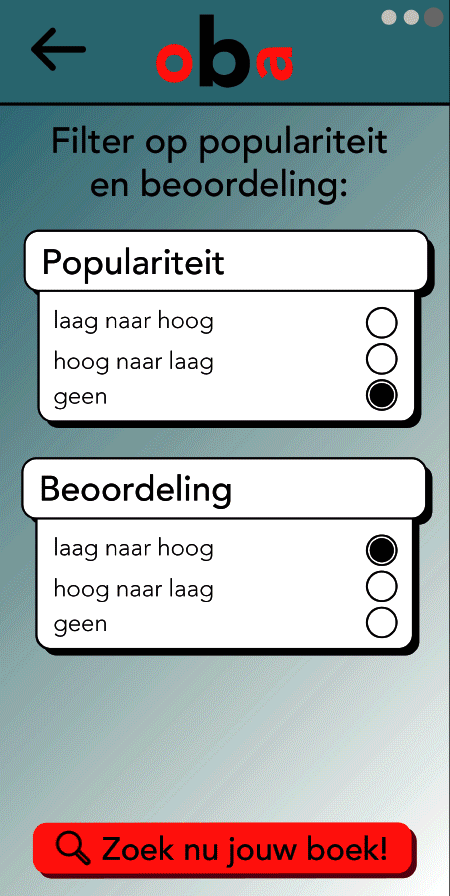 oba
Filter op populariteit
en beoordeling:
Populariteit
laag naar hoog
hoog naar laag
geen
Beoordeling
laag naar hoog
hoog naar laag
geen
Zoek nu jouw boek!